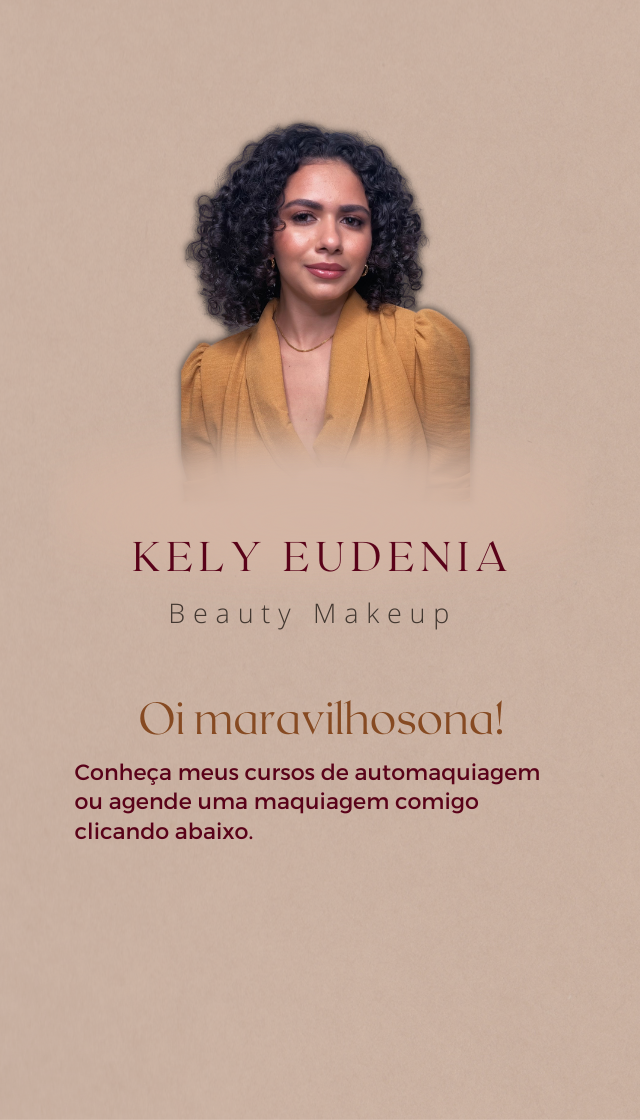 KELY EUDENIA
Beauty Makeup
Oi maravilhosona!
Conheça meus cursos de automaquiagem
ou agende uma maquiagem comigo
clicando abaixo.